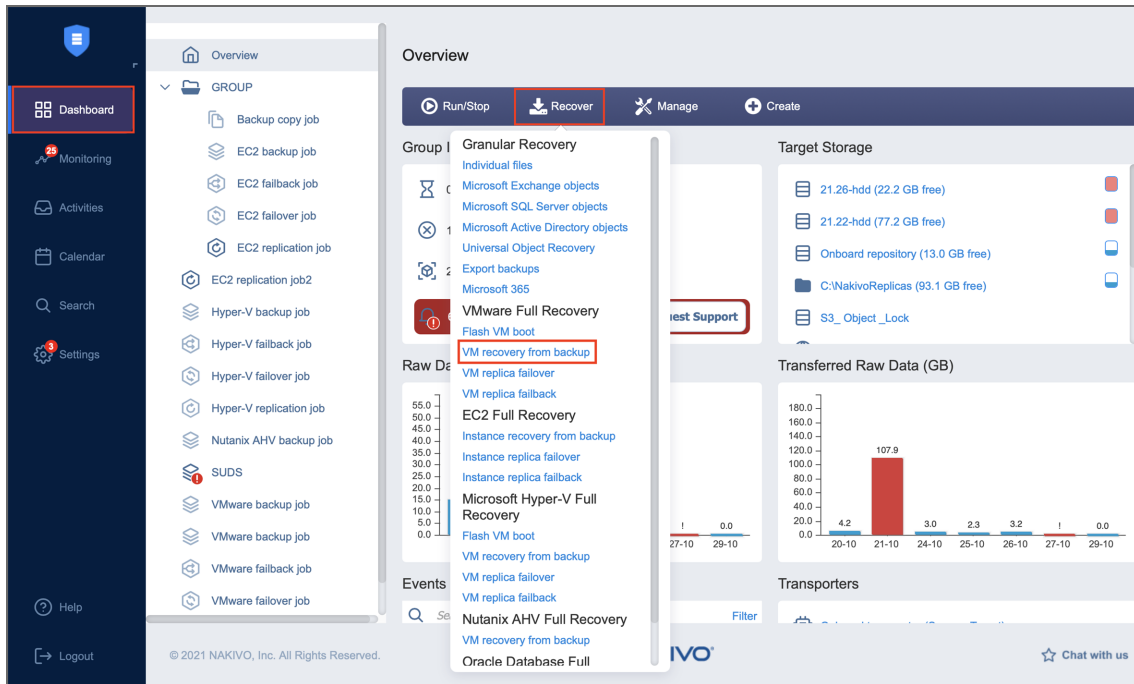 Dashboard
25
Monitoring
Activities
Calendar
Search
3
Settings
Help
Logout
Overview
GROUP
Backup copy job
EC2 backup job
EC2 failback job
EC2 failover job
EC2 replication job
EC2 replication job2
Hyper-V backup job
Hyper-V failback job
Hyper-V failover job
Hyper-V replication job
Nutanix AHV backup job
SUDS
VMware backup job
VMware backup job
VMware failback job
VMware failover job
© 2021 NAKIVO, Inc. All Rights Reserved.
Overview
Run/Stop
Recover
Manage
Create
Group I
Granular Recovery
Individual files
Microsoft Exchange objects
Microsoft SQL Server objects
Microsoft Active Directory objects
Universal Object Recovery
Export backups
Microsoft 365
VMware Full Recovery
Flash VM boot
VM recovery from backup
VM replica failover
VM replica failback
EC2 Full Recovery
Instance recovery from backup
Instance replica failover
Instance replica failback
Microsoft Hyper-V Full
Recovery
Flash VM boot
VM recovery from backup
VM replica failover
VM replica failback
Nutanix AHV Full Recovery
VM recovery from backup
Oracle Database Full
est Support
Raw Da
55.0
50.0
45.0
40.0
35.0
30.0
25.0
20.0
15.0
10.0
5.0
0.0
! 0.0
27-10 29-10
Events
Filter
IVO
Target Storage
21.26-hdd (22.2 GB free)
21.22-hdd (77.2 GB free)
Onboard repository (13.0 GB free)
C:\NakivoReplicas (93.1 GB free)
S3_ Object _Lock
Transferred Raw Data (GB)
180.0
160.0
140.0
120.0
100.0
80.0
60.0
40.0
20.0
0.0
4.2 107.9 3.0 2.3 3.2 ! 0.0
20-10 21-10 24-10 25-10 26-10 27-10 29-10
Transporters
Chat with us